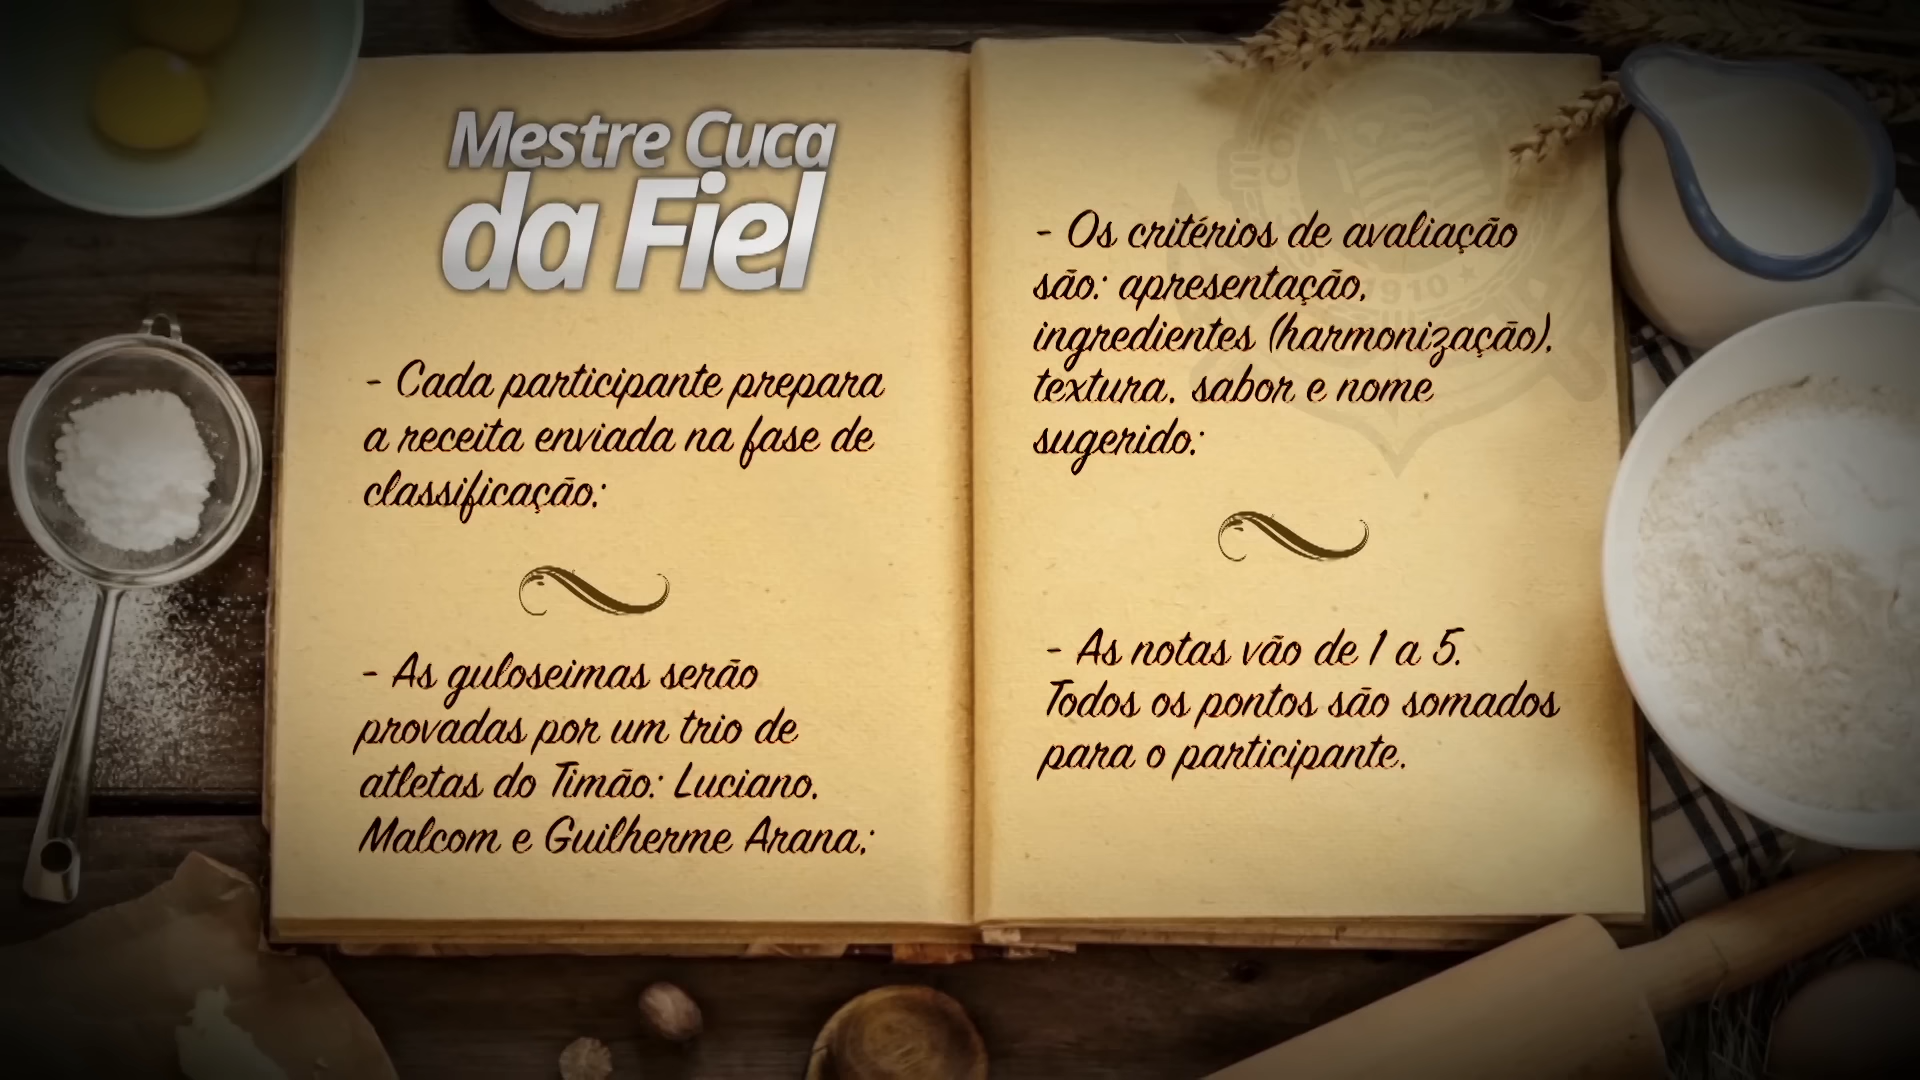 Mestre Cuca
da Fiel
- Cada participante prepara
a receita enviada na fase de
classificação;
- As guloseimas serão
provadas por um trio de
atletas do Timão: Luciano,
Malcom e Guilherme Arana;
- Os critérios de avaliação
são: apresentação,
ingredientes (harmonização),
textura, sabor e nome
sugerido;
- As notas vão de 1 a 5.
Todos os pontos são somados
para o participante.
1910